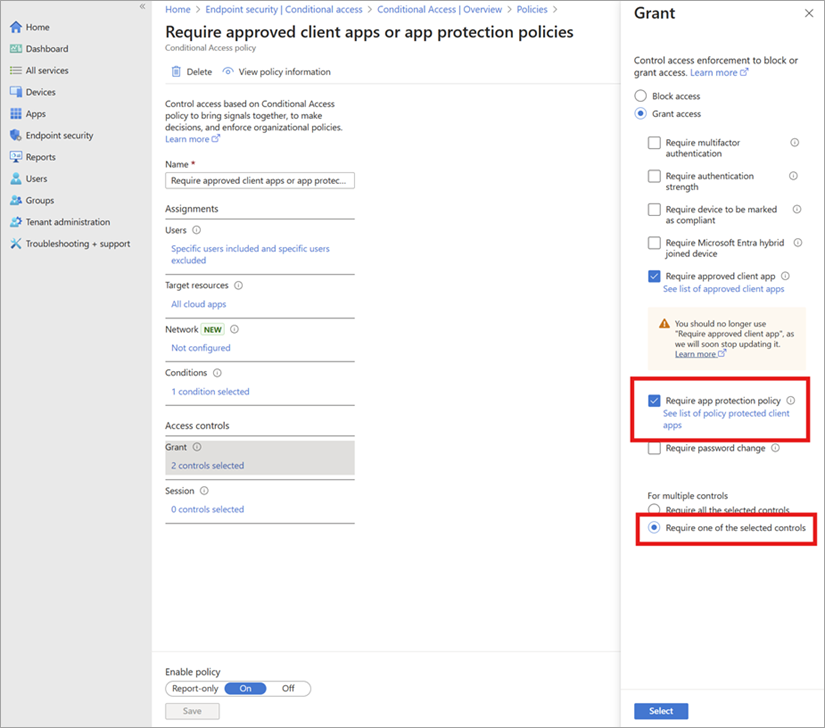 «
Home
Dashboard
All services
Devices
Apps
Endpoint security
Reports
Users
Groups
Tenant administration
Troubleshooting + support
Home > Endpoint security | Conditional access > Conditional Access | Overview > Policies >
Require approved client apps or app protection policies
Conditional Access policy
Delete View policy information
Control access based on Conditional Access
policy to bring signals together, to make
decisions, and enforce organizational policies.
Learn more
Name *
Require approved client apps or app protec...
Assignments
Users
Specific users included and specific users
excluded
Target resources
All cloud apps
Network NEW
Not configured
Conditions
1 condition selected
Access controls
Grant
2 controls selected
Session
0 controls selected
Enable policy
Report-only On Off
Save
Grant
Control access enforcement to block or
grant access. Learn more
Block access
Grant access
Require multifactor
authentication
Require authentication
strength
Require device to be marked
as compliant
Require Microsoft Entra hybrid
joined device
Require approved client app
See list of approved client apps
You should no longer use
"Require approved client app", as
we will soon stop updating it.
Learn more
Require app protection policy
See list of policy protected client
apps
Require password change
For multiple controls
Require all the selected controls
Require one of the selected controls
Select